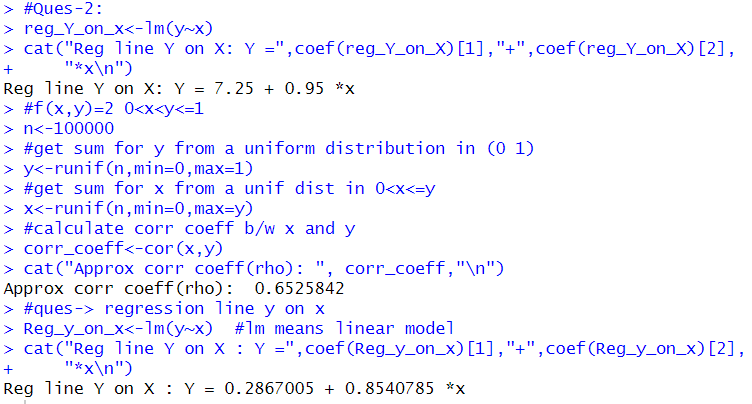 > #Ques-2:
> reg_Y_on_x<-lm(y~x)
> cat("Reg line Y on X: Y =",coef(reg_Y_on_X)[1],"+",coef(reg_Y_on_X)[2],
+     "*x\n")
Reg line Y on X: Y = 7.25 + 0.95 *x
> #f(x,y)=2 0<x<y<=1
> n<-100000
> #get sum for y from a uniform distribution in (0 1)
> y<-runif(n,min=0,max=1)
> #get sum for x from a unif dist in 0<x<=y
> x<-runif(n,min=0,max=y)
> #calculate corr coeff b/w x and y
> corr_coeff<-cor(x,y)
> cat("Approx corr coeff(rho): ", corr_coeff,"\n")
Approx corr coeff(rho):  0.6525842
> #ques-> regression line y on x
> Reg_y_on_x<-lm(y~x)  #lm means linear model
> cat("Reg line Y on X : Y =",coef(Reg_y_on_x)[1],"+",coef(Reg_y_on_x)[2],
+     "*x\n")
Reg line Y on X : Y = 0.2867005 + 0.8540785 *x